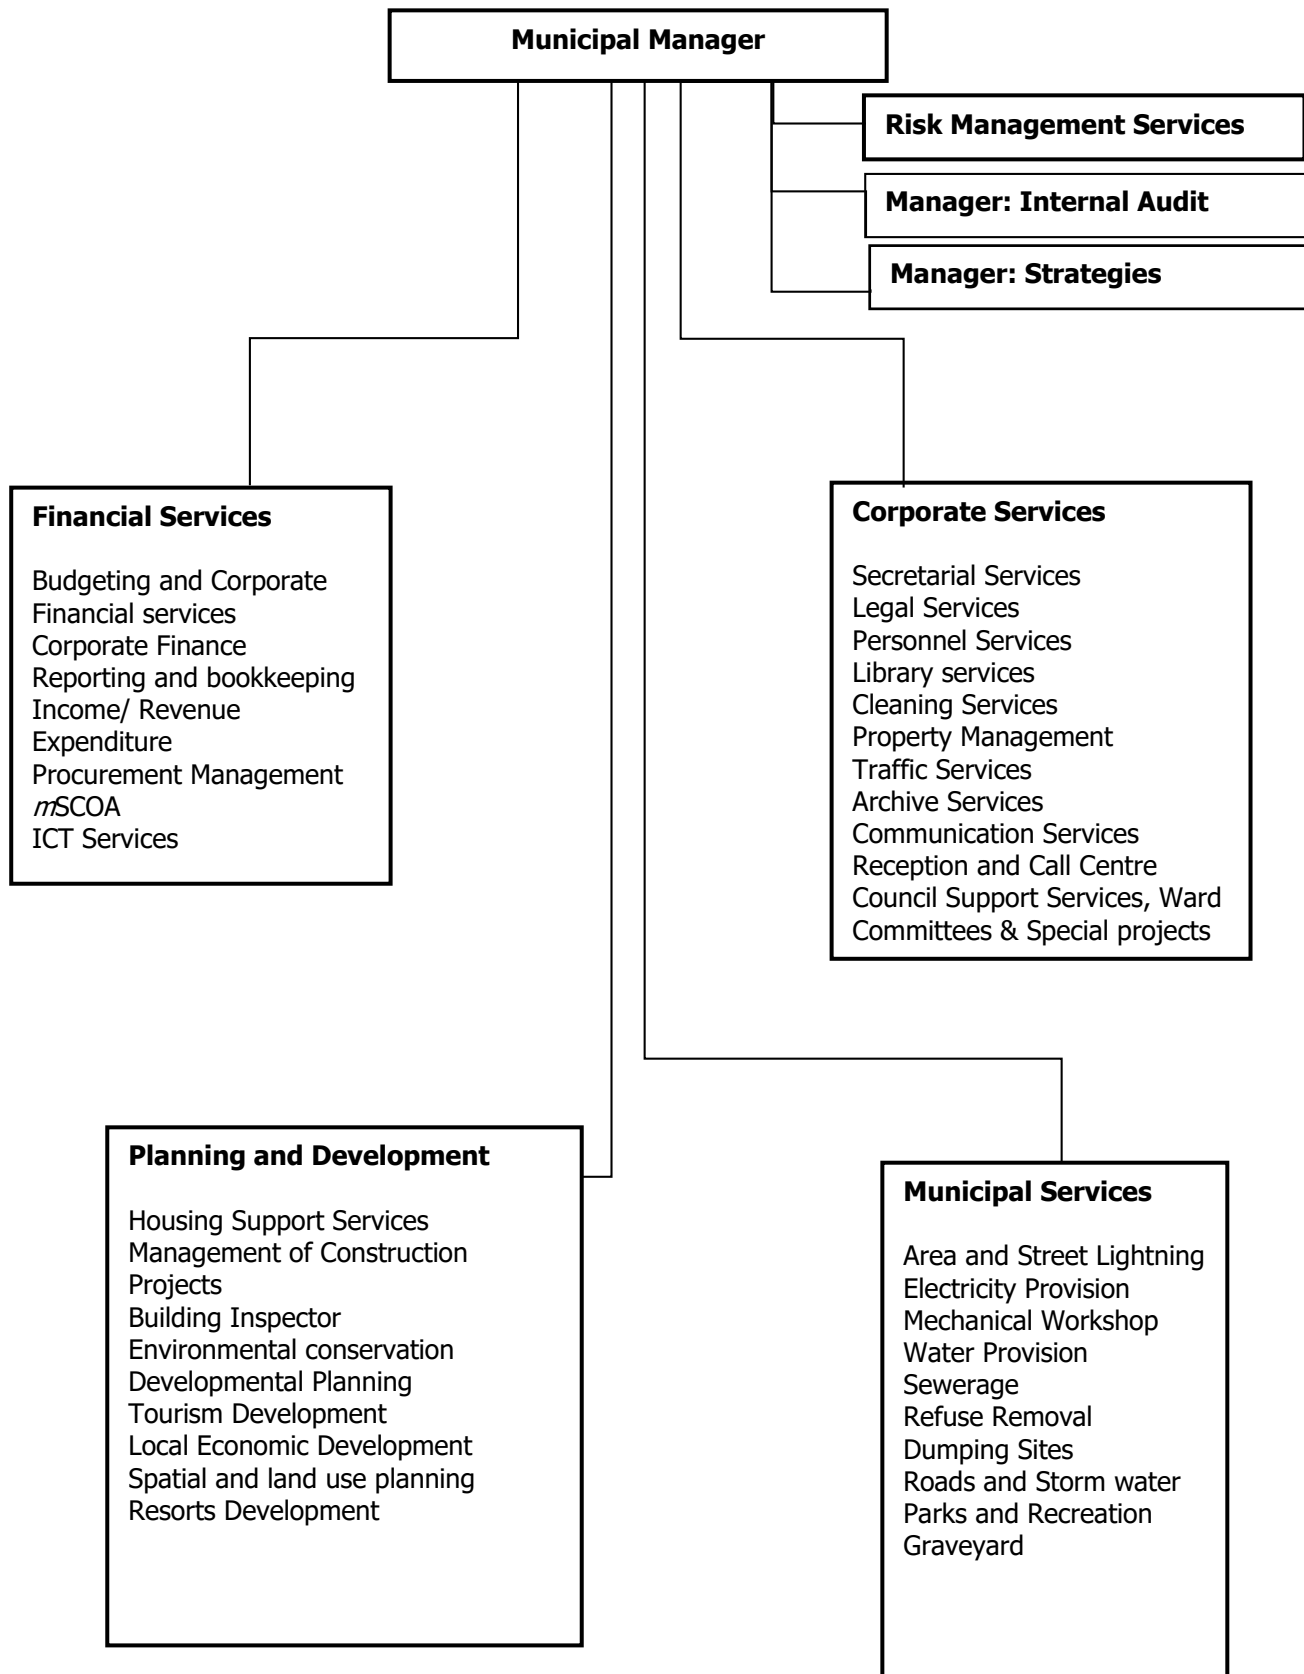 Municipal Manager
Risk Management Services
Manager: Internal Audit
Manager: Strategies
Financial Services
Budgeting and Corporate
Financial services
Corporate Finance
Reporting and bookkeeping
Income/ Revenue
Expenditure
Procurement Management
mSCOA
ICT Services
Corporate Services
Secretarial Services
Legal Services
Personnel Services
Library services
Cleaning Services
Property Management
Traffic Services
Archive Services
Communication Services
Reception and Call Centre
Council Support Services, Ward
Committees & Special projects
Planning and Development
Housing Support Services
Management of Construction
Projects
Building Inspector
Environmental conservation
Developmental Planning
Tourism Development
Local Economic Development
Spatial and land use planning
Resorts Development
Municipal Services
Area and Street Lightning
Electricity Provision
Mechanical Workshop
Water Provision
Sewerage
Refuse Removal
Dumping Sites
Roads and Storm water
Parks and Recreation
Graveyard